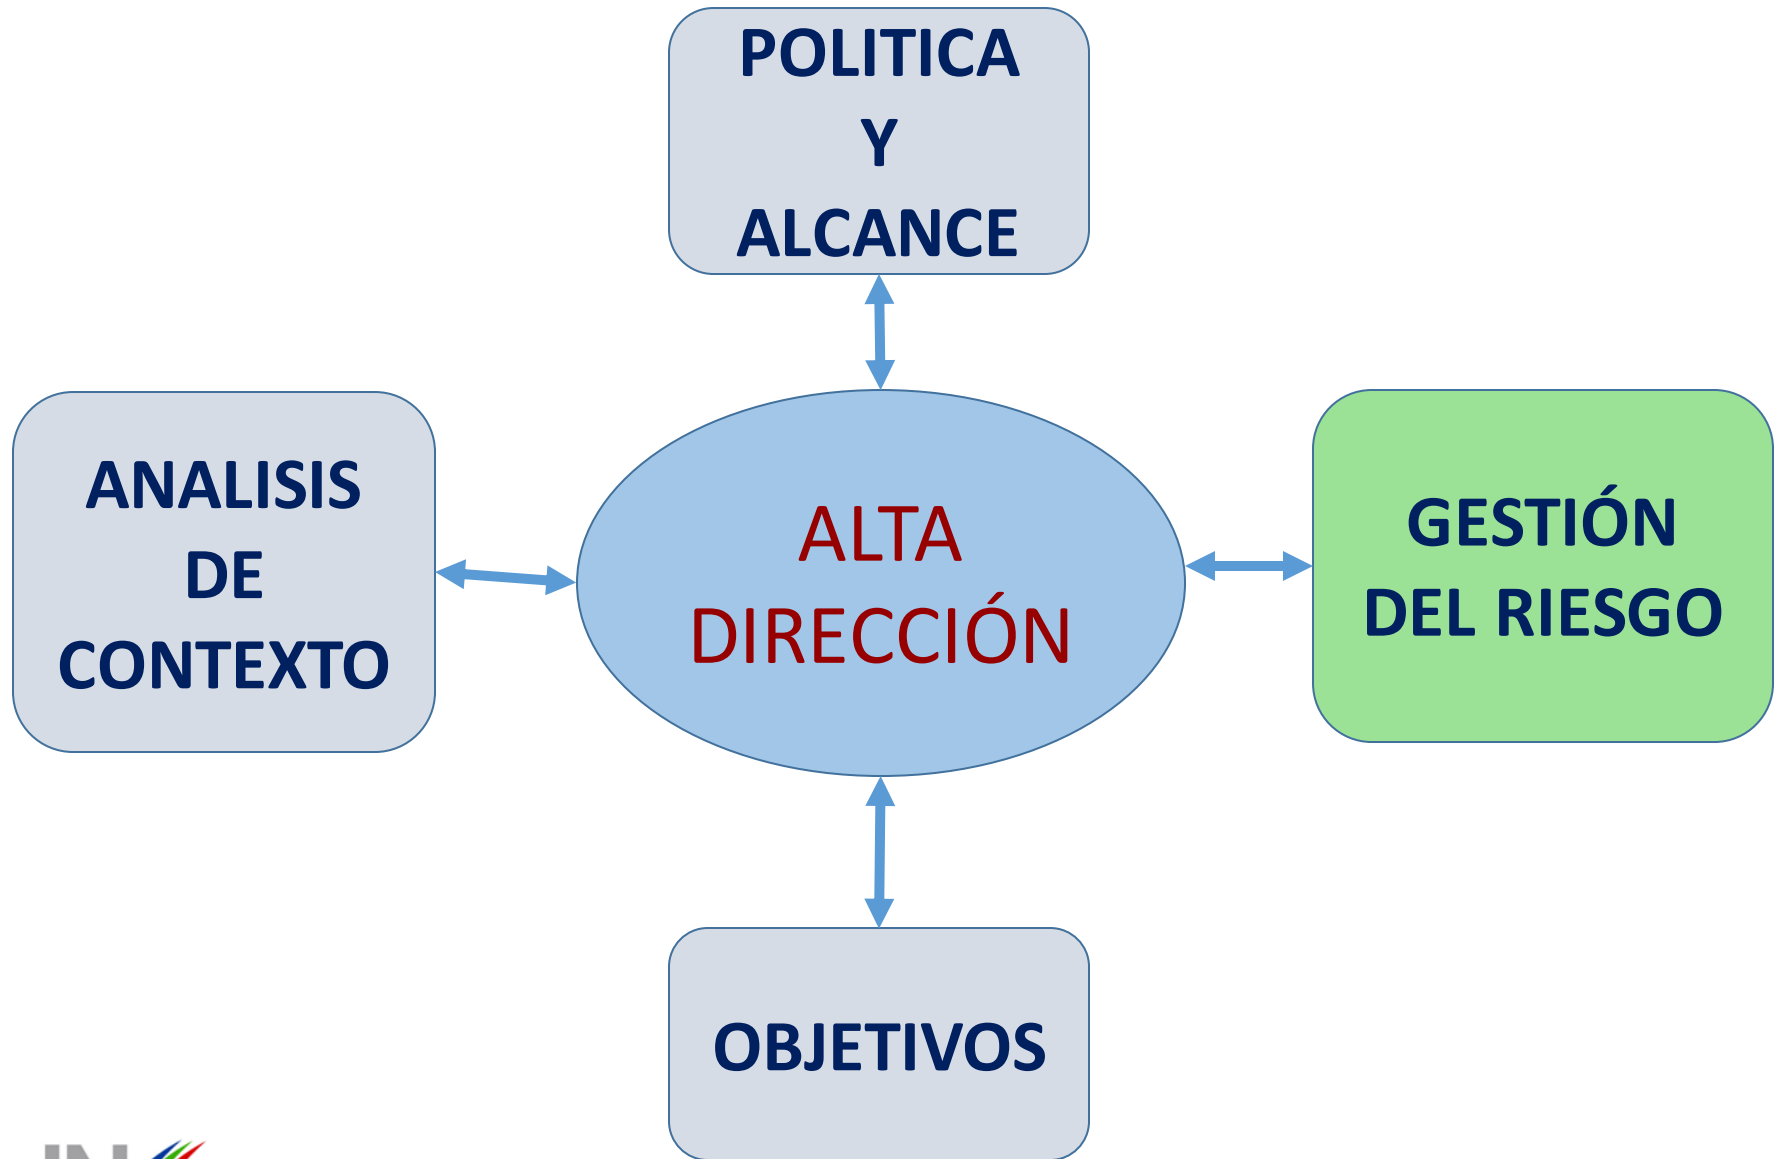 POLITICA
Y
ALCANCE
ANALISIS
DE
CONTEXTO
ALTA
DIRECCIÓN
GESTIÓN
DEL RIESGO
OBJETIVOS